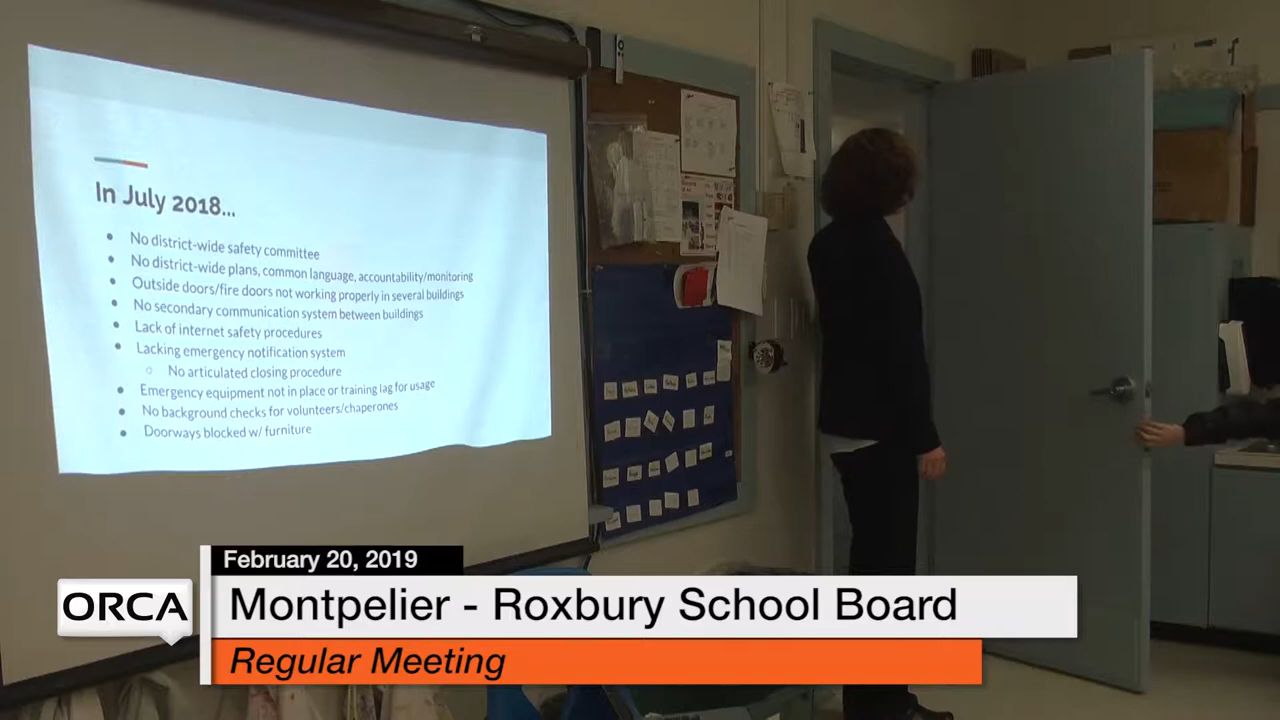 In July 2018...
No district-wide safety committee
No district-wide plans, common language, accountability/monitoring
Outside doors/fire doors not working properly in several buildings
No secondary communication system between buildings
Lack of internet safety procedures
Lacking emergency notification system
No articulated closing procedure
Emergency equipment not in place or training lag for usage
No background checks for volunteers/chaperones
Doorways blocked w/ furniture
February 20, 2019
ORCA
Montpelier - Roxbury School Board
Regular Meeting